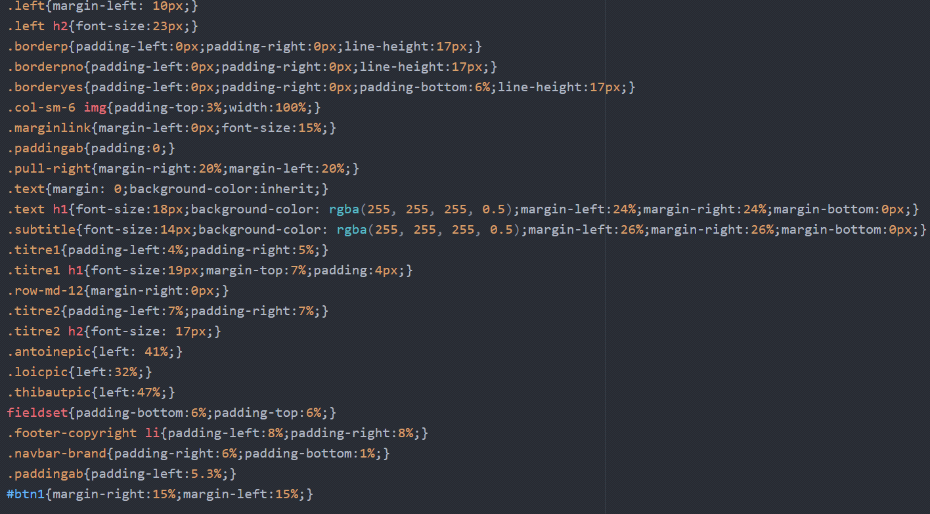 .left{margin-left: 10px;}
.left h2{font-size:23px;}
.borderp{padding-left:0px;padding-right:0px;line-height:17px;}
.borderpno{padding-left:0px;padding-right:0px;line-height:17px;}
.borderyes{padding-left:0px;padding-right:0px;padding-bottom:6%;line-height:17px;}
.col-sm-6 img{padding-top:3%;width:100%;}
.marginlink{margin-left:0px;font-size:15%;}
.paddingab{padding:0;}
.pull-right{margin-right:20%;margin-left:20%;}
.text{margin: 0;background-color:inherit;}
.text h1{font-size:18px;background-color: rgba(255, 255, 255, 0.5);margin-left:24%;margin-right:24%;margin-bottom:0px;}
.subtitle{font-size:14px;background-color: rgba(255, 255, 255, 0.5);margin-left:26%;margin-right:26%;margin-bottom:0px;}
.titre1{padding-left:4%;padding-right:5%;}
.titre1 h1{font-size:19px;margin-top:7%;padding:4px;}
.row-md-12{margin-right:0px;}
.titre2{padding-left:7%;padding-right:7%;}
.titre2 h2{font-size: 17px;}
.antoinepic{left: 41%;}
.loicpic{left:32%;}
.thibautpic{left:47%;}
fieldset{padding-bottom:6%;padding-top:6%;}
.footer-copyright li{padding-left:8%;padding-right:8%;}
.navbar-brand{padding-right:6%;padding-bottom:1%;}
.paddingab{padding-left:5.3%;}
#btn1{margin-right:15%;margin-left:15%;}